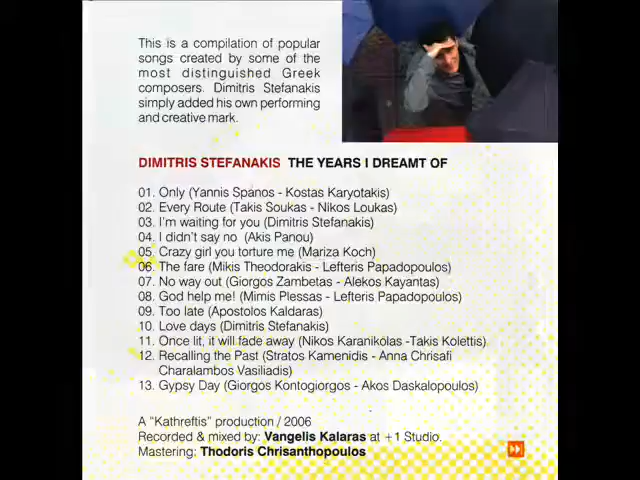 This is a compilation of popular
songs created by some of the
most distinguished Greek
composers. Dimitris Stefanakis
simply added his own performing
and creative mark.
DIMITRIS STEFANAKIS THE YEARS I DREAMT OF
01. Only (Yannis Spanos - Kostas Karyotakis)
02. Every Route (Takis Soukas - Nikos Loukas)
03. I'm waiting for you (Dimitris Stefanakis)
04. I didn't say no (Akis Panou)
05. Crazy girl you torture me (Mariza Koch)
06. The fare (Mikis Theodorakis - Lefteris Papadopoulos)
07. No way out (Giorgos Zambetas - Alekos Kayantas)
08. God help me! (Mimis Plessas - Lefteris Papadopoulos)
09. Too late (Apostolos Kaldaras)
10. Love days (Dimitris Stefanakis)
11. Once lit, it will fade away (Nikos Karanikolas -Takis Kolettis)
12. Recalling the Past (Stratos Kamenidis - Anna Chrisafi
Charalambos Vasiliadis)
13. Gypsy Day (Giorgos Kontogiorgos - Akos Daskalopoulos)
A "Kathreftis" production / 2006
Recorded & mixed by: Vangelis Kalaras at +1 Studio.
Mastering: Thodoris Chrisanthopoulos